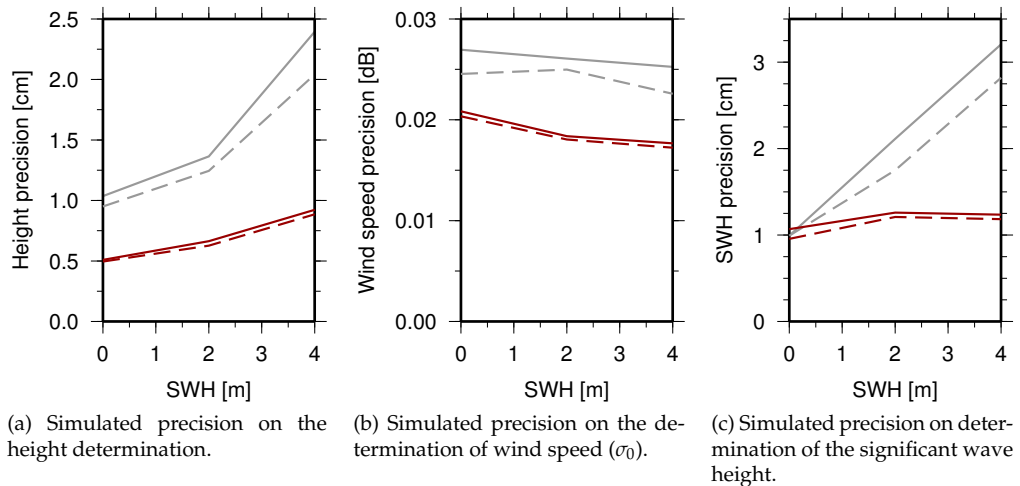 2.5
2.0
1.5
1.0
0.5
0.0
Height precision [cm]
0 1 2 3 4
SWH [m]
0.03
0.02
0.01
0.00
Wind speed precision [dB]
0 1 2 3 4
SWH [m]
3
2
1
0
SWH precision [cm]
0 1 2 3 4
SWH [m]
(a) Simulated precision on the
height determination.
(b) Simulated precision on the de-
termination of wind speed (σ0).
(c) Simulated precision on deter-
mination of the significant wave
height.